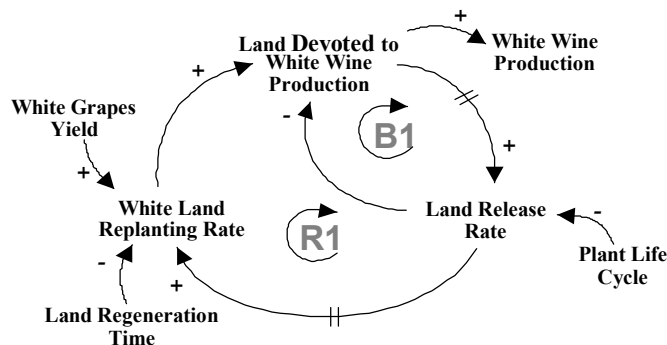 +
Land Devoted to
White Wine
Production
White Wine
Production
+
White Grapes
Yield
-
B1
+
+
White Land
Replanting Rate
R1
Land Release
Rate
-
-
+
Plant Life
Cycle
Land Regeneration
Time